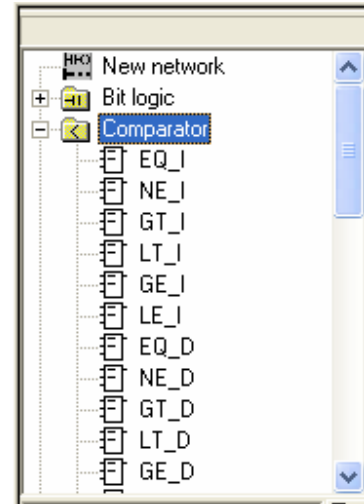 New network
Bit logic
Comparator
EQ_I
NE_I
GT_I
LT_I
GE_I
LE_I
EQ_D
NE_D
GT_D
LT_D
GE_D